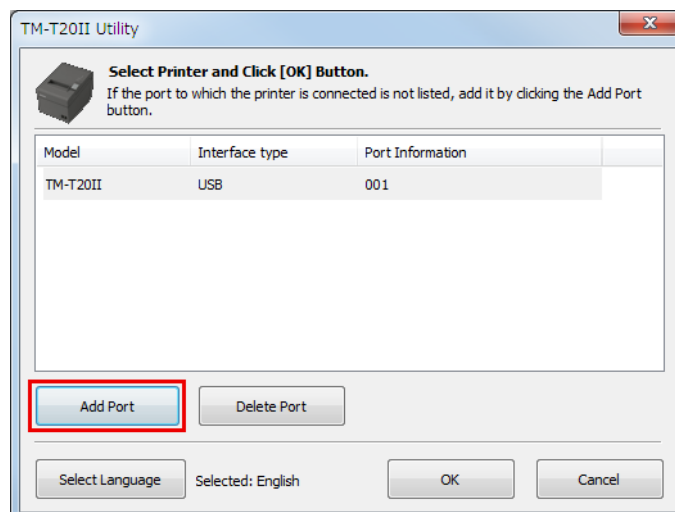 TM-T20II Utility
Select Printer and Click [OK] Button.
If the port to which the printer is connected is not listed, add it by clicking the Add Port
button.
Model Interface type Port Information
TM-T20II USB 001
Add Port Delete Port
Select Language Selected: English OK Cancel